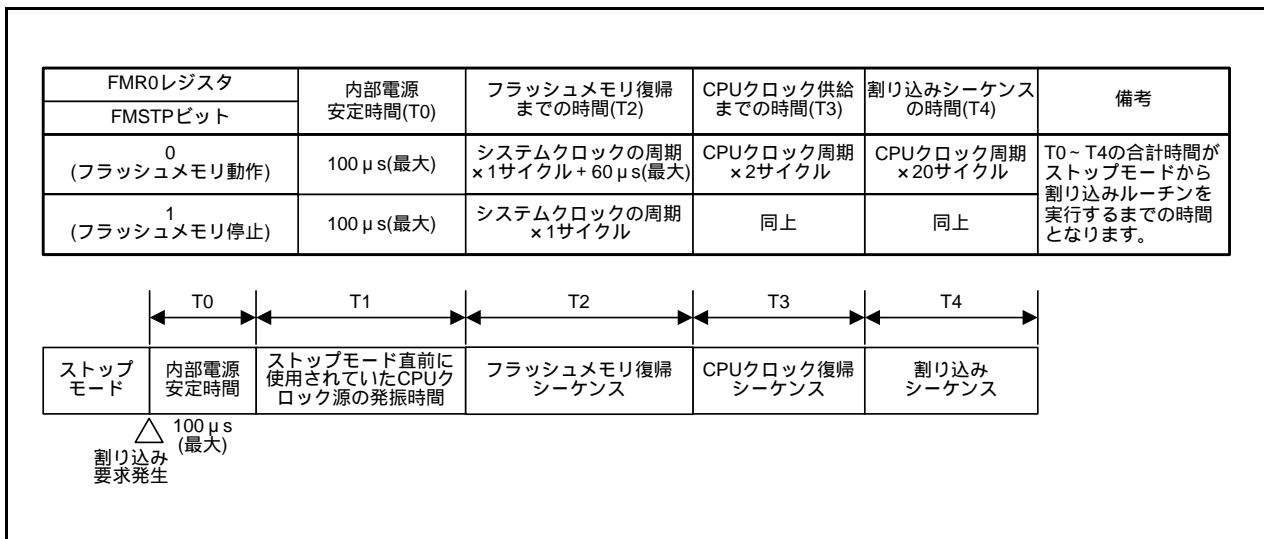 FMR0レジスタ
FMSTPビット
内部電源
安定時間(T0)
フラッシュメモリ復帰
までの時間(T2)
CPUクロック供給
までの時間(T3)
割り込みシーケンス
の時間(T4)
備考
0
(フラッシュメモリ動作)
100μs(最大)
システムクロックの周期
×1サイクル+60μs(最大)
CPUクロック周期
×2サイクル
CPUクロック周期
×20サイクル
T0~T4の合計時間が
ストップモードから
割り込みルーチンを
実行するまでの時間
となります。
1
(フラッシュメモリ停止)
100μs(最大)
システムクロックの周期
×1サイクル
同上
同上
T0
T1
T2
T3
T4
ストップ
モード
内部電源
安定時間
ストップモード直前に
使用されていたCPUク
ロック源の発振時間
フラッシュメモリ復帰
シーケンス
CPUクロック復帰
シーケンス
割り込み
シーケンス
100μs
(最大)
割り込み
要求発生